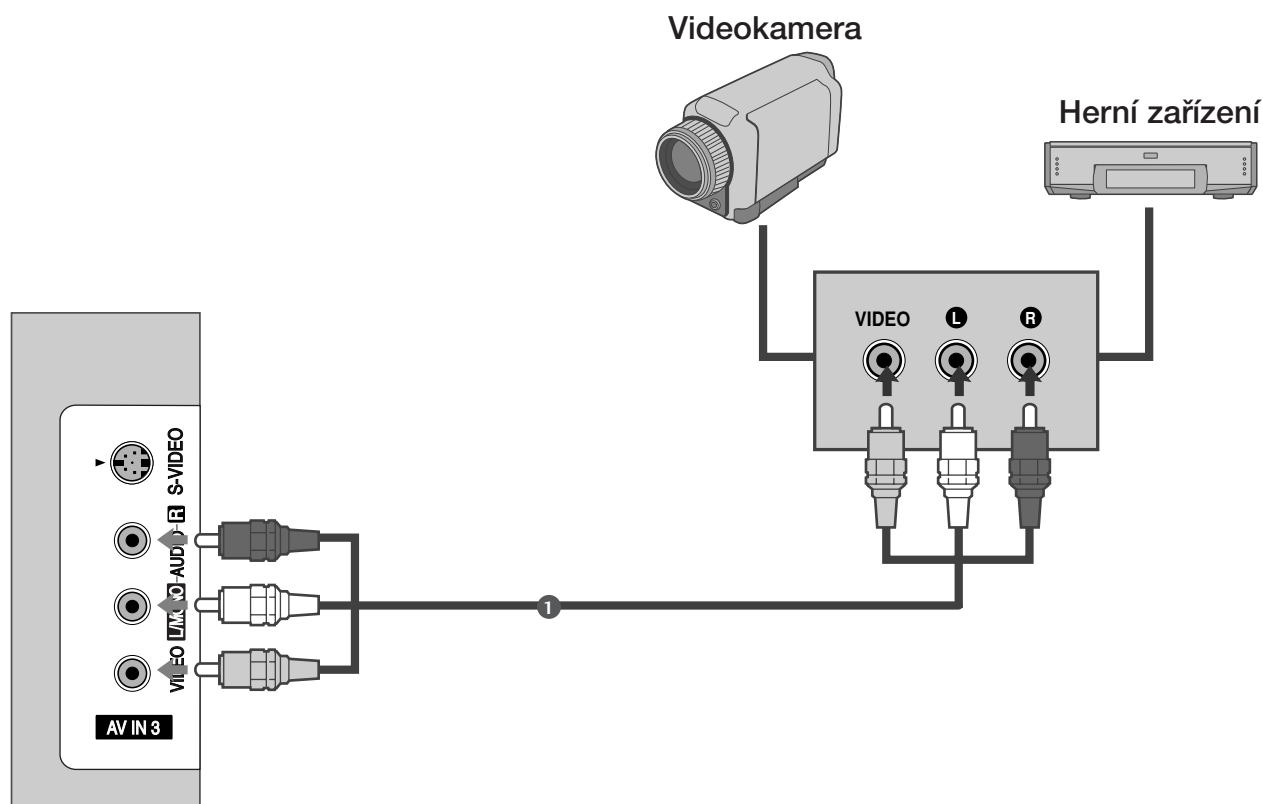 Videokamera
Herní zařízení
VIDEO L R
S-VIDEO
VIDEO L/MONO AUDIO R
1
AV IN 3